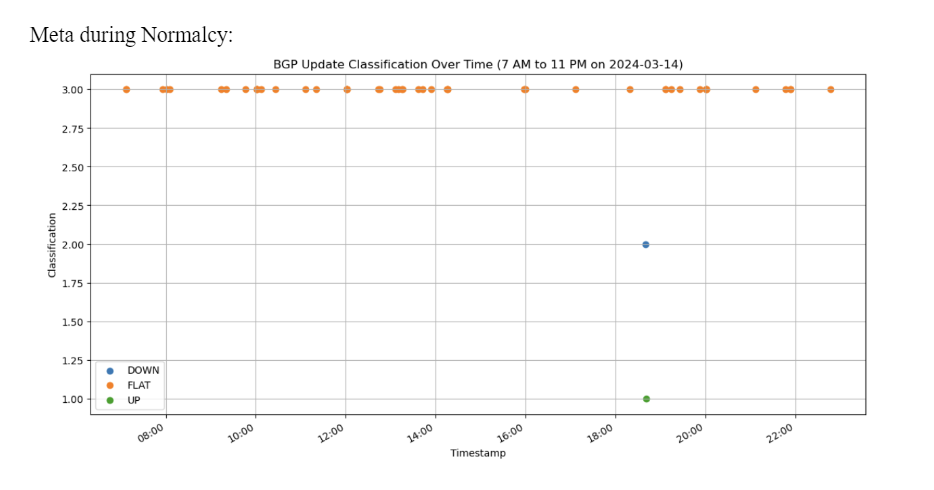 Meta during Normalcy:
BGP Update Classification Over Time (7 AM to 11 PM on 2024-03-14)
3.00
2.75
2.50
2.25
2.00
1.75
1.50
1.25
1.00
Classification
DOWN
FLAT
UP
08:00
10:00
12:00
14:00
16:00
18:00
20:00
22:00
Timestamp